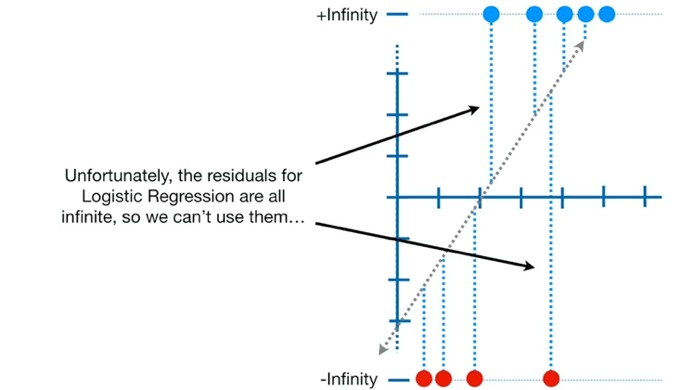 +Infinity
Unfortunately, the residuals for
Logistic Regression are all
infinite, so we can’t use them…
-Infinity